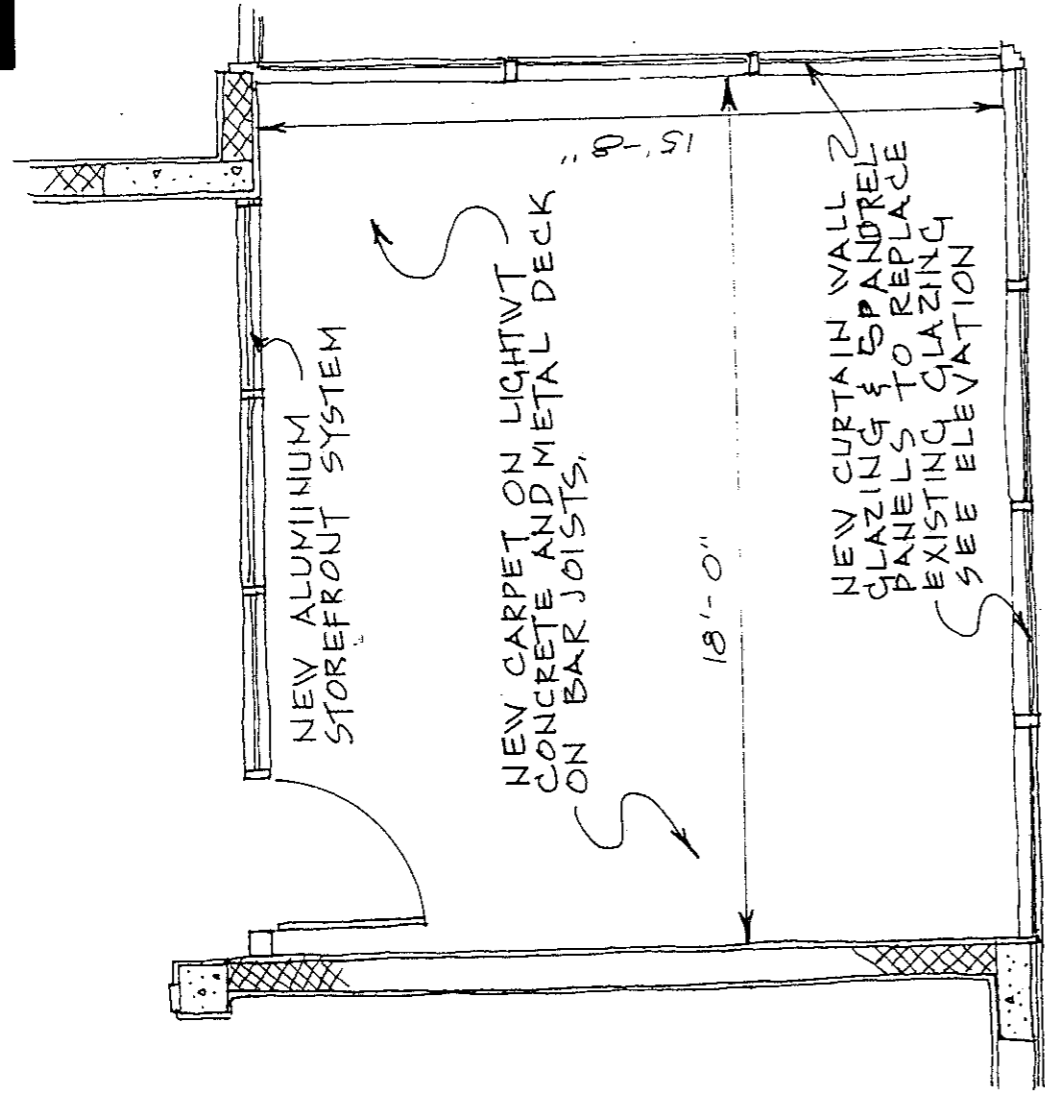 NEW ALUMIINUM
STOREFRONT SYSTEM
NEW CARPET ON LIGHTWT
CONCRETE AND METAL DECK
ON BAR JOISTS.
15'-8"
18'-0"
NEW CURTAIN WALL
GLAZING & SPANDREL
PANELS TO REPLACE
EXISTING GLAZING
SEE ELEVATION